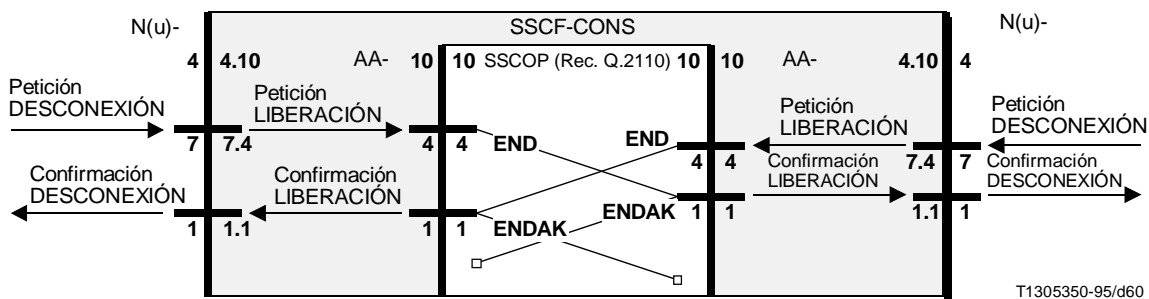 N(u)- SSCF-CONS N(u)-
4 4.10 AA- 10 10 SSCOP (Rec. Q.2110) 10 10 AA- 4.10 4
Petición
DESCONEXIÓN
Petición
LIBERACIÓN
END
END
Petición
LIBERACIÓN
Petición
DESCONEXIÓN
7 7.4 4 4 4 4 7.4 7
Confirmación
DESCONEXIÓN
Confirmación
LIBERACIÓN
ENDAK
ENDAK
Confirmación
LIBERACIÓN
Confirmación
DESCONEXIÓN
1 1.1 1 1 1 1 1.1 1
T1305350-95/d60